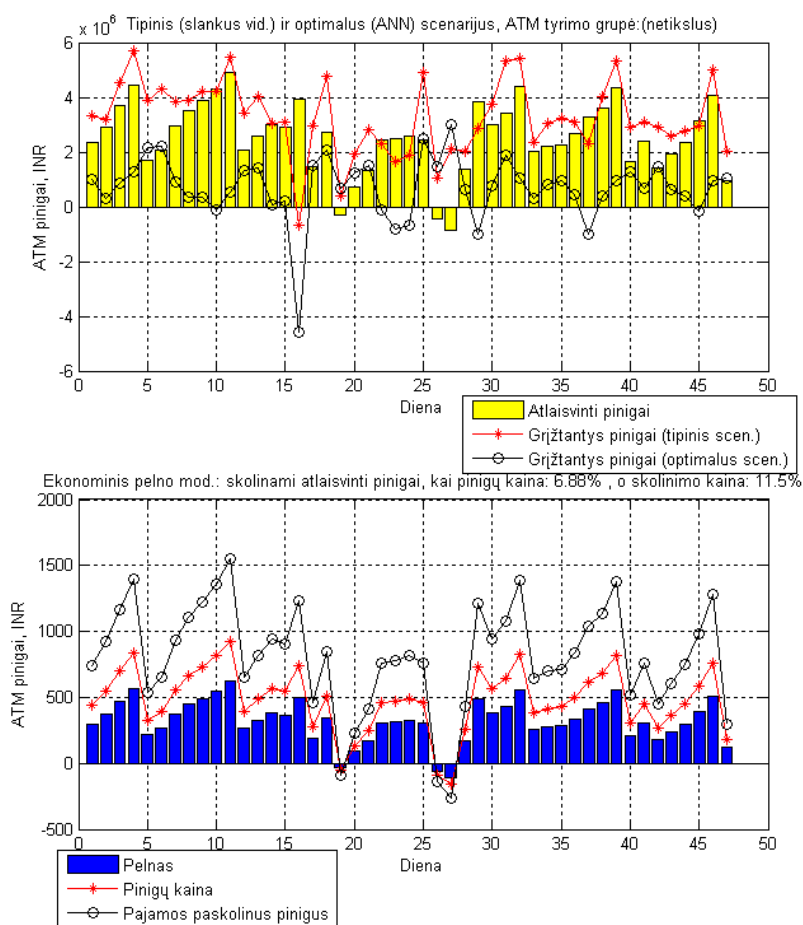 Tipinis (slankus vid.) ir optimalus (ANN) scenarijus, ATM tyrimo grupė:(netikslus)
x 10^6
6
4
2
0
-2
-4
-6
ATM pinigai, INR
0 5 10 15 20 25 30 35 40 45 50
Diena
Atlaisvinti pinigai
Grįžtantys pinigai (tipinis scen.)
Grįžtantys pinigai (optimalus scen.)
Ekonominis pelno mod.: skolinami atlaisvinti pinigai, kai pinigų kaina: 6.88% , o skolinimo kaina: 11.5%
2000
1500
1000
500
0
-500
ATM pinigai, INR
0 5 10 15 20 25 30 35 40 45 50
Diena
Pelnas
Pinigų kaina
Pajamos paskolinus pinigus